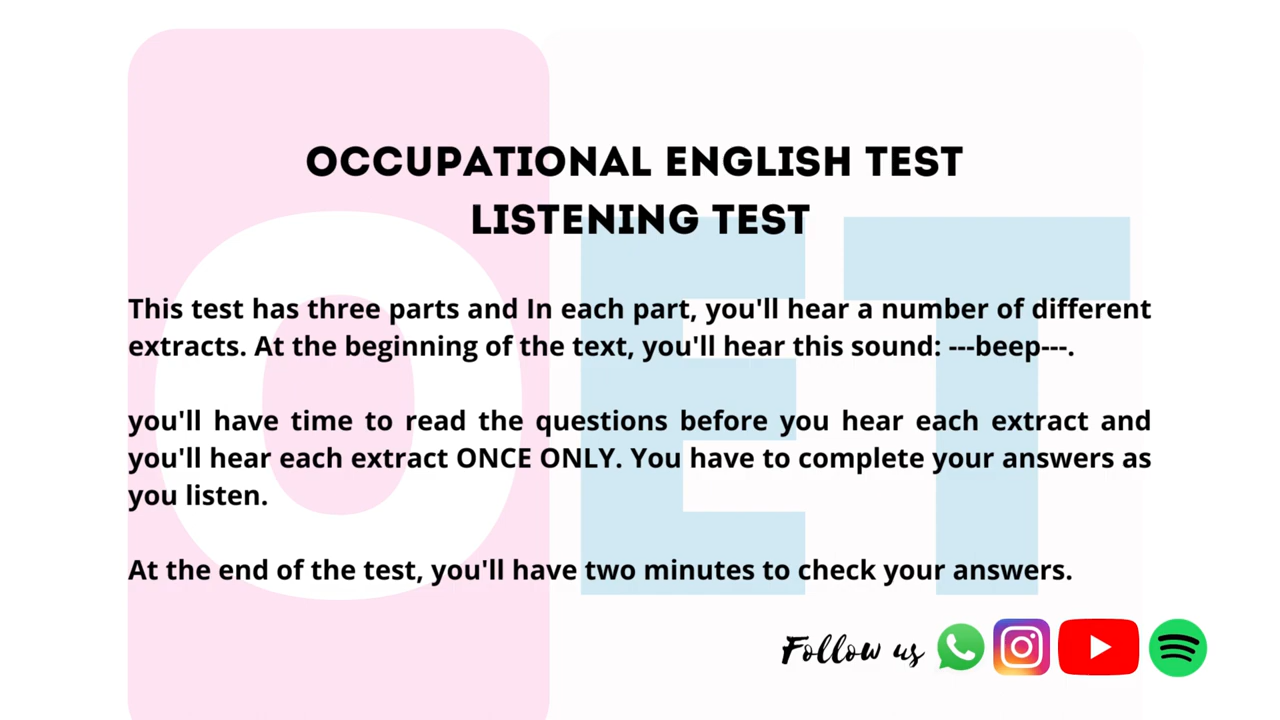 OCCUPATIONAL ENGLISH TEST
LISTENING TEST
This test has three parts and In each part, you'll hear a number of different
extracts. At the beginning of the text, you'll hear this sound: ---beep---.
you'll have time to read the questions before you hear each extract and
you'll hear each extract ONCE ONLY. You have to complete your answers as
you listen.
At the end of the test, you'll have two minutes to check your answers.
Follow us
OET